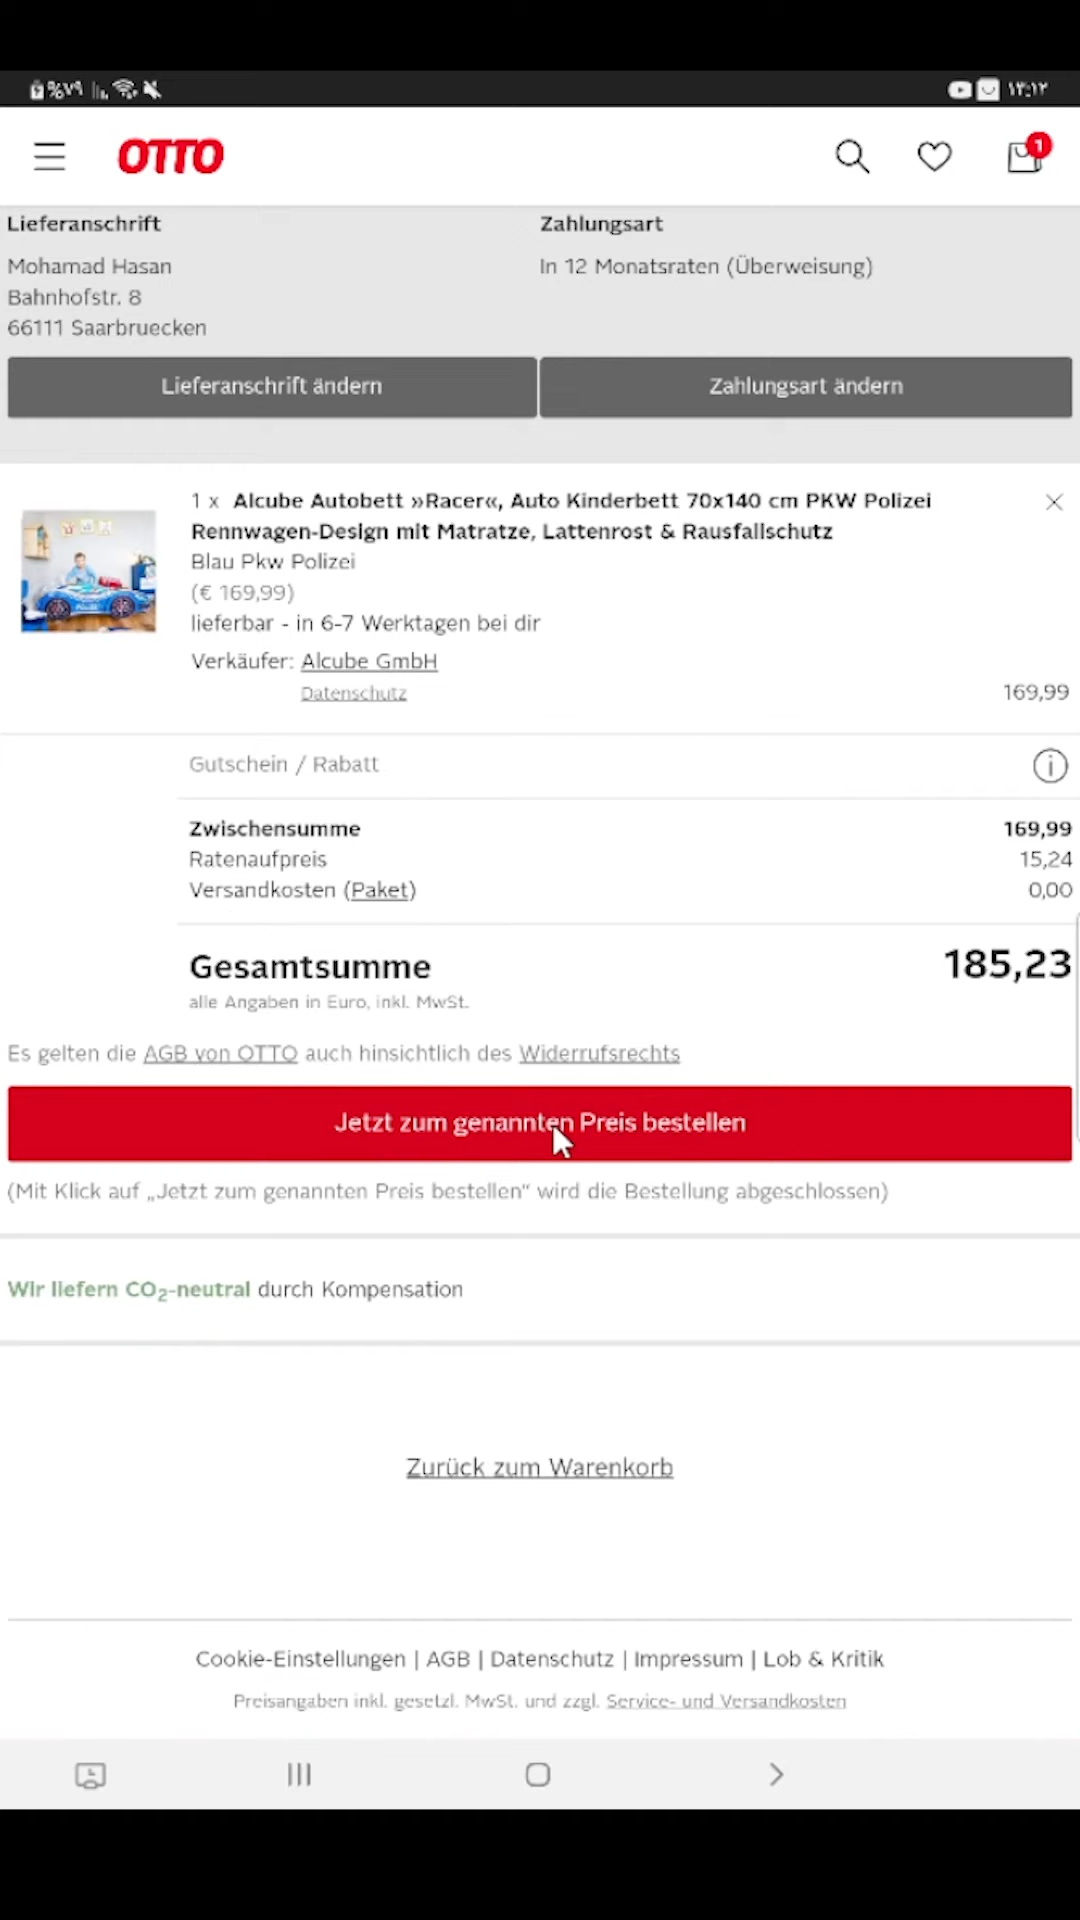 %٧٩ ١٣:١٢
OTTO 1
Lieferanschrift
Mohamad Hasan
Bahnhofstr. 8
66111 Saarbruecken
Zahlungsart
In 12 Monatsraten (Überweisung)
Lieferanschrift ändern
Zahlungsart ändern
1 x Alcube Autobett »Racer«, Auto Kinderbett 70x140 cm PKW Polizei
Rennwagen-Design mit Matratze, Lattenrost & Rausfallschutz
Blau Pkw Polizei
(€ 169,99)
lieferbar - in 6-7 Werktagen bei dir
Verkäufer: Alcube GmbH
Datenschutz 169,99
Gutschein / Rabatt
Zwischensumme 169,99
Ratenaufpreis 15,24
Versandkosten (Paket) 0,00
Gesamtsumme 185,23
alle Angaben in Euro, inkl. MwSt.
Es gelten die AGB von OTTO auch hinsichtlich des Widerrufsrechts
Jetzt zum genannten Preis bestellen
(Mit Klick auf „Jetzt zum genannten Preis bestellen“ wird die Bestellung abgeschlossen)
Wir liefern CO₂-neutral durch Kompensation
Zurück zum Warenkorb
Cookie-Einstellungen | AGB | Datenschutz | Impressum | Lob & Kritik
Preisangaben inkl. gesetzl. MwSt. und zzgl. Service- und Versandkosten